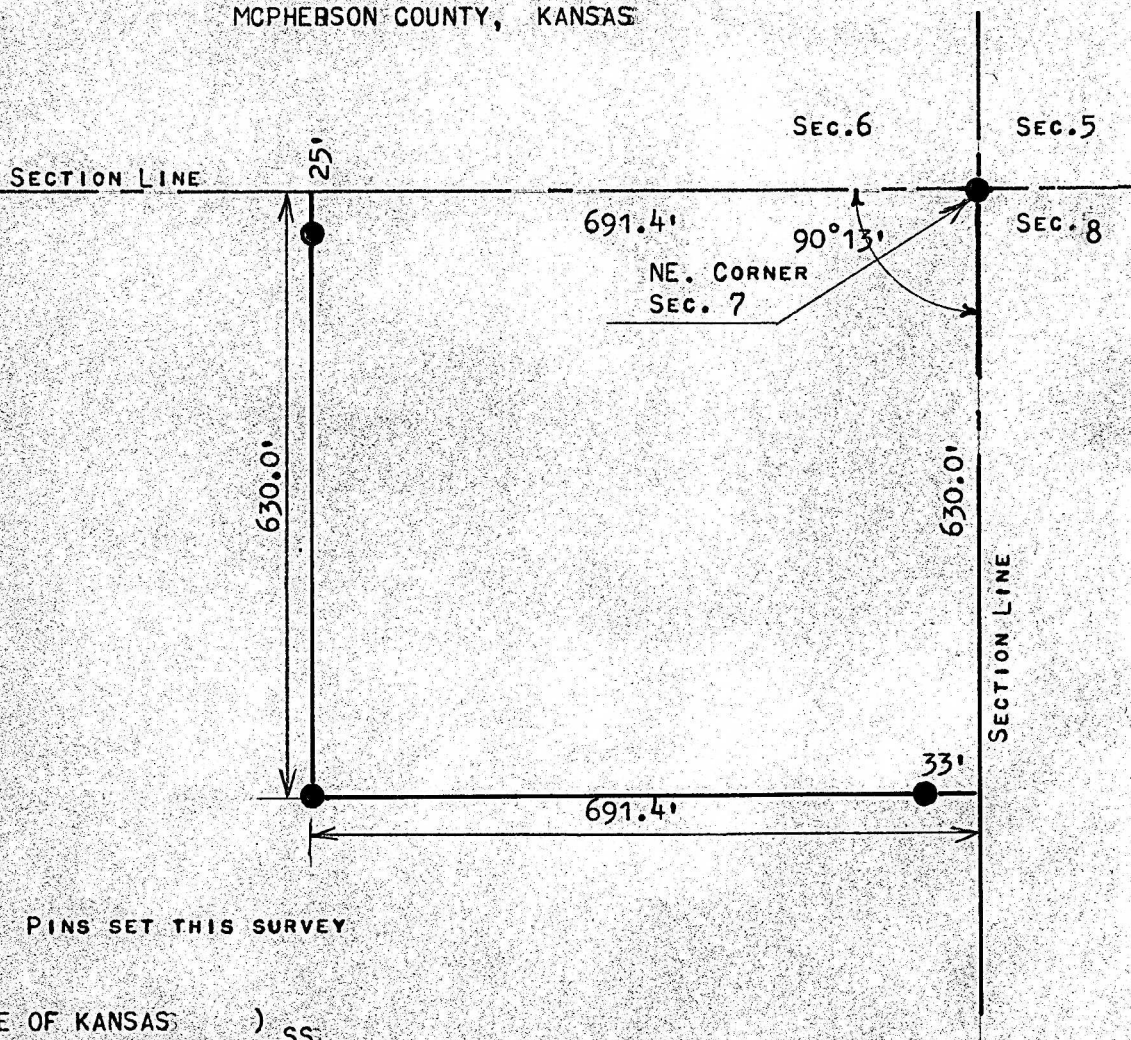 MCPHERSON COUNTY, KANSAS
SEC.6
SEC.5
25'
SECTION LINE
691.4'
90°13'
SEC. 8
NE. CORNER
SEC. 7
630.0'
630.0'
SECTION LINE
33'
691.4'
PINS SET THIS SURVEY
E OF KANSAS ) SS